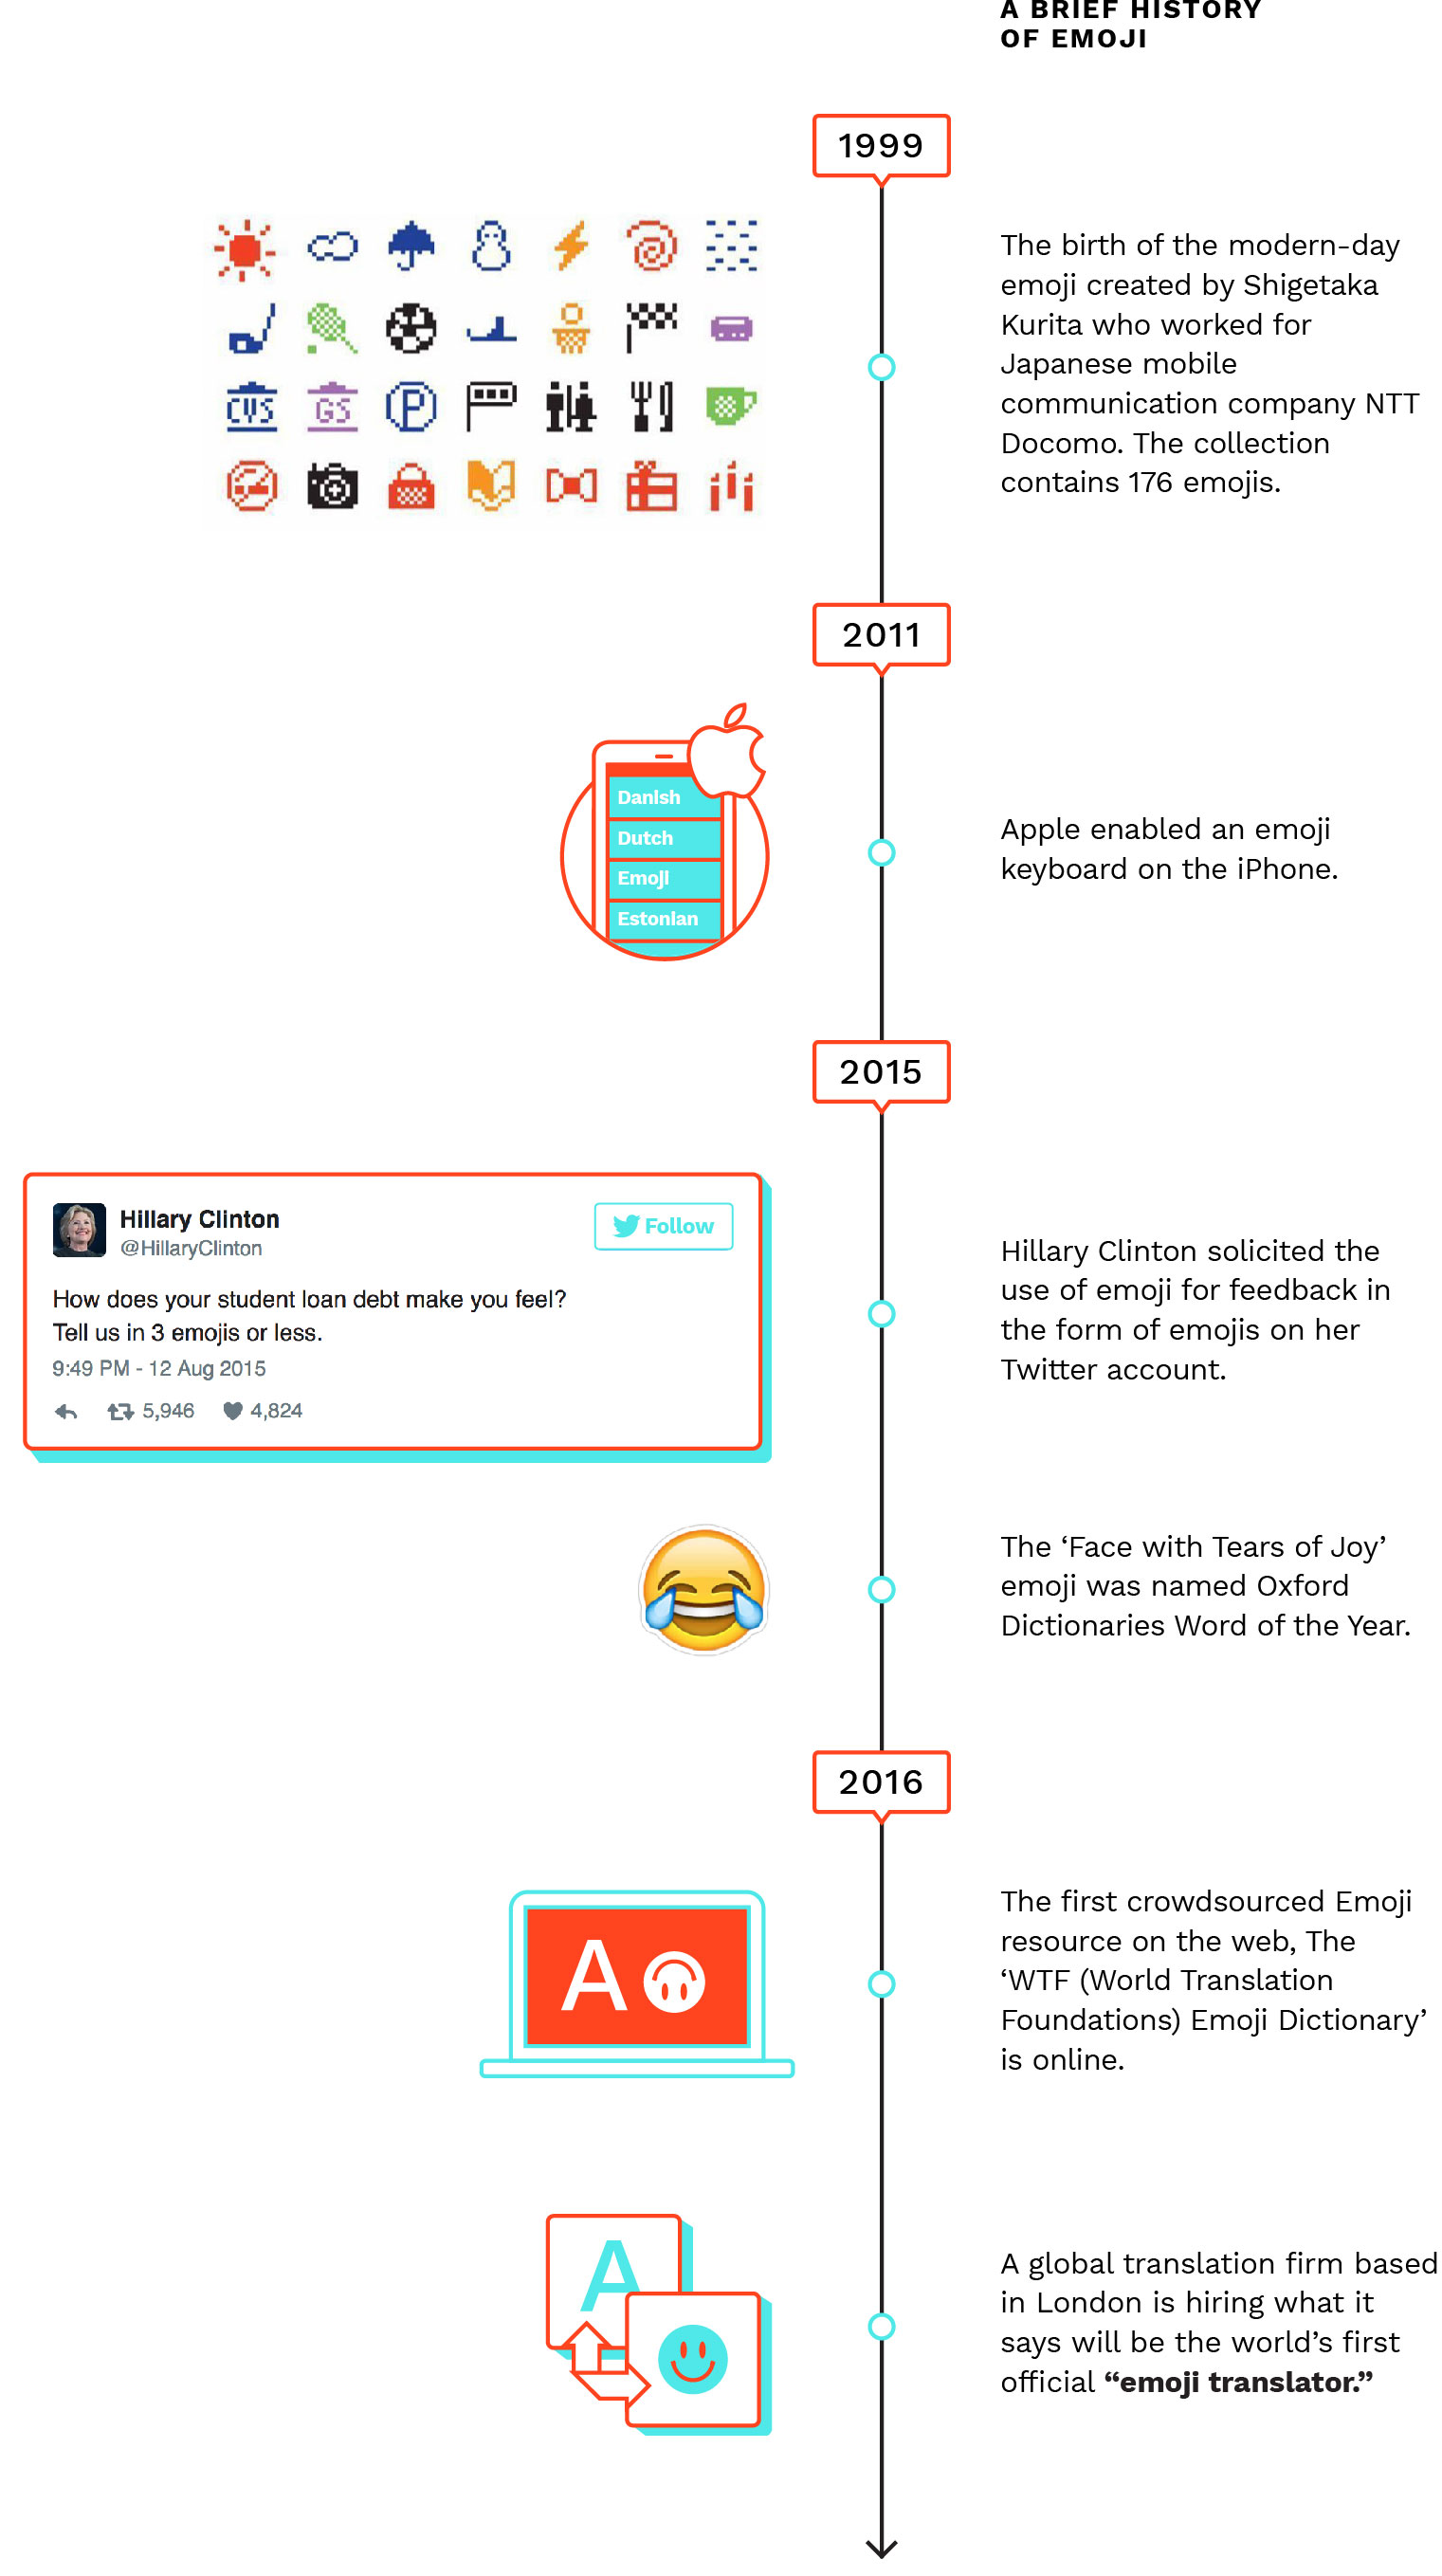 A BRIEF HISTORY
OF EMOJI
1999
The birth of the modern-day
emoji created by Shigetaka
Kurita who worked for
Japanese mobile
communication company NTT
Docomo. The collection
contains 176 emojis.
CVS
GS
P
2011
Danish
Dutch
Emoji
Estonian
Apple enabled an emoji
keyboard on the iPhone.
2015
Hillary Clinton
@HillaryClinton
Follow
How does your student loan debt make you feel?
Tell us in 3 emojis or less.
9:49 PM - 12 Aug 2015
5,946 4,824
Hillary Clinton solicited the
use of emoji for feedback in
the form of emojis on her
Twitter account.
The ‘Face with Tears of Joy’
emoji was named Oxford
Dictionaries Word of the Year.
2016
A
The first crowdsourced Emoji
resource on the web, The
‘WTF (World Translation
Foundations) Emoji Dictionary’
is online.
A
A global translation firm based
in London is hiring what it
says will be the world’s first
official “emoji translator.”